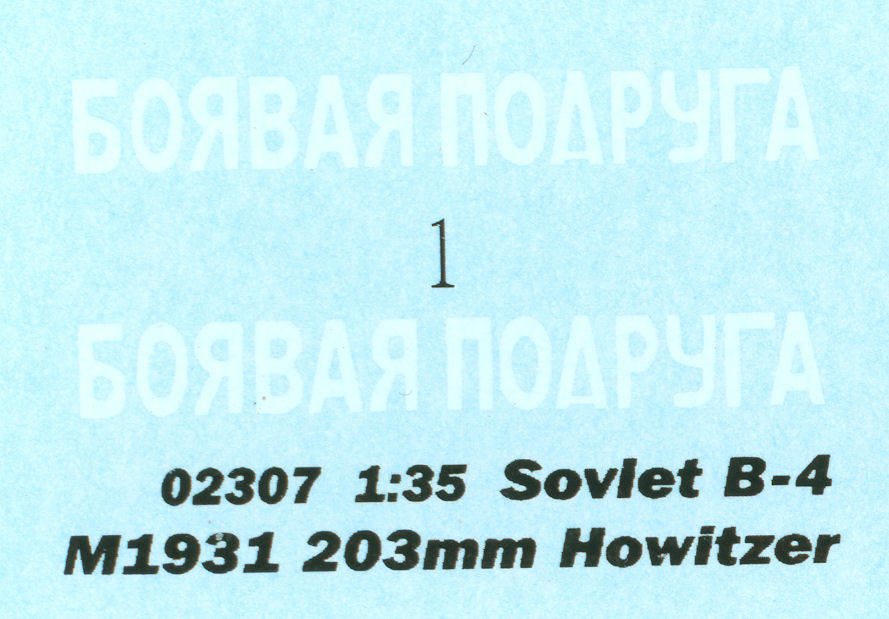 БОЯВАЯ ПОДРУГА
1
БОЯВАЯ ПОДРУГА
02307 1:35 Sovlet B-4
M1931 203mm Howitzer